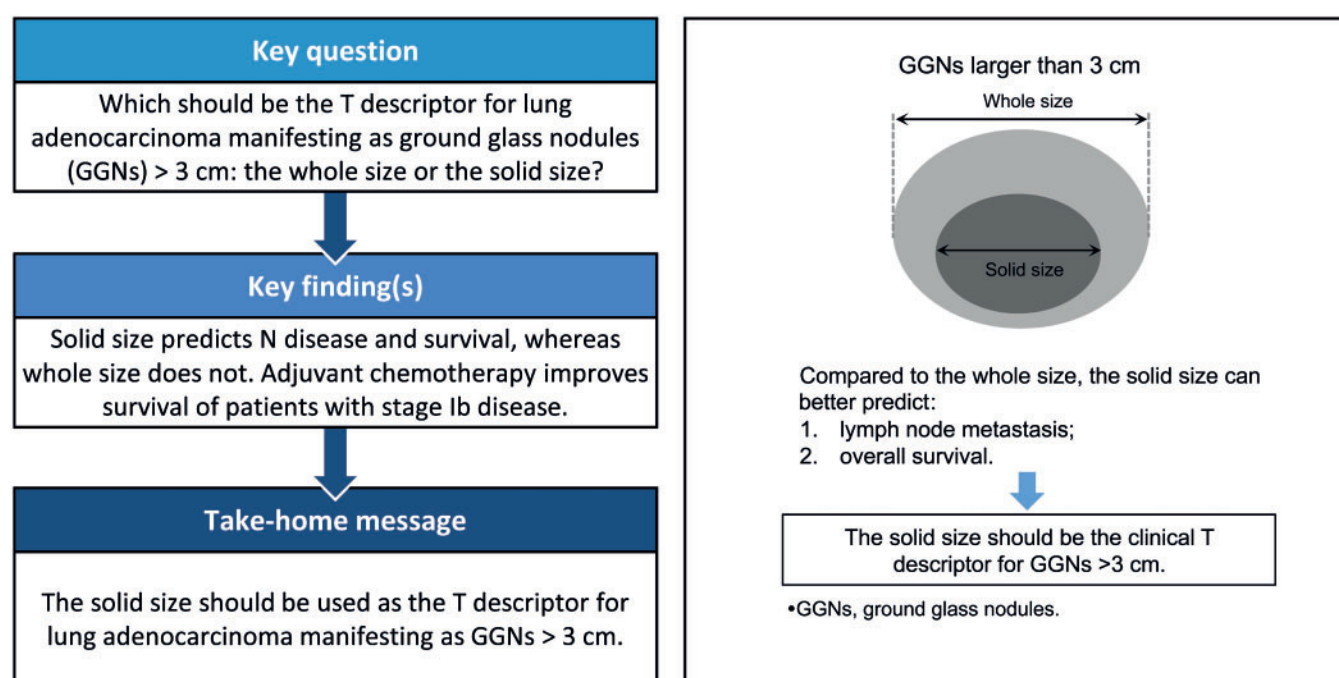 Key question
Which should be the T descriptor for lung
adenocarcinoma manifesting as ground glass nodules
(GGNs) > 3 cm: the whole size or the solid size?
Key finding(s)
Solid size predicts N disease and survival, whereas
whole size does not. Adjuvant chemotherapy improves
survival of patients with stage Ib disease.
Take-home message
The solid size should be used as the T descriptor for
lung adenocarcinoma manifesting as GGNs > 3 cm.
GGNs larger than 3 cm
Whole size
Solid size
Compared to the whole size, the solid size can
better predict:
1. lymph node metastasis;
2. overall survival.
The solid size should be the clinical T
descriptor for GGNs >3 cm.
•GGNs, ground glass nodules.